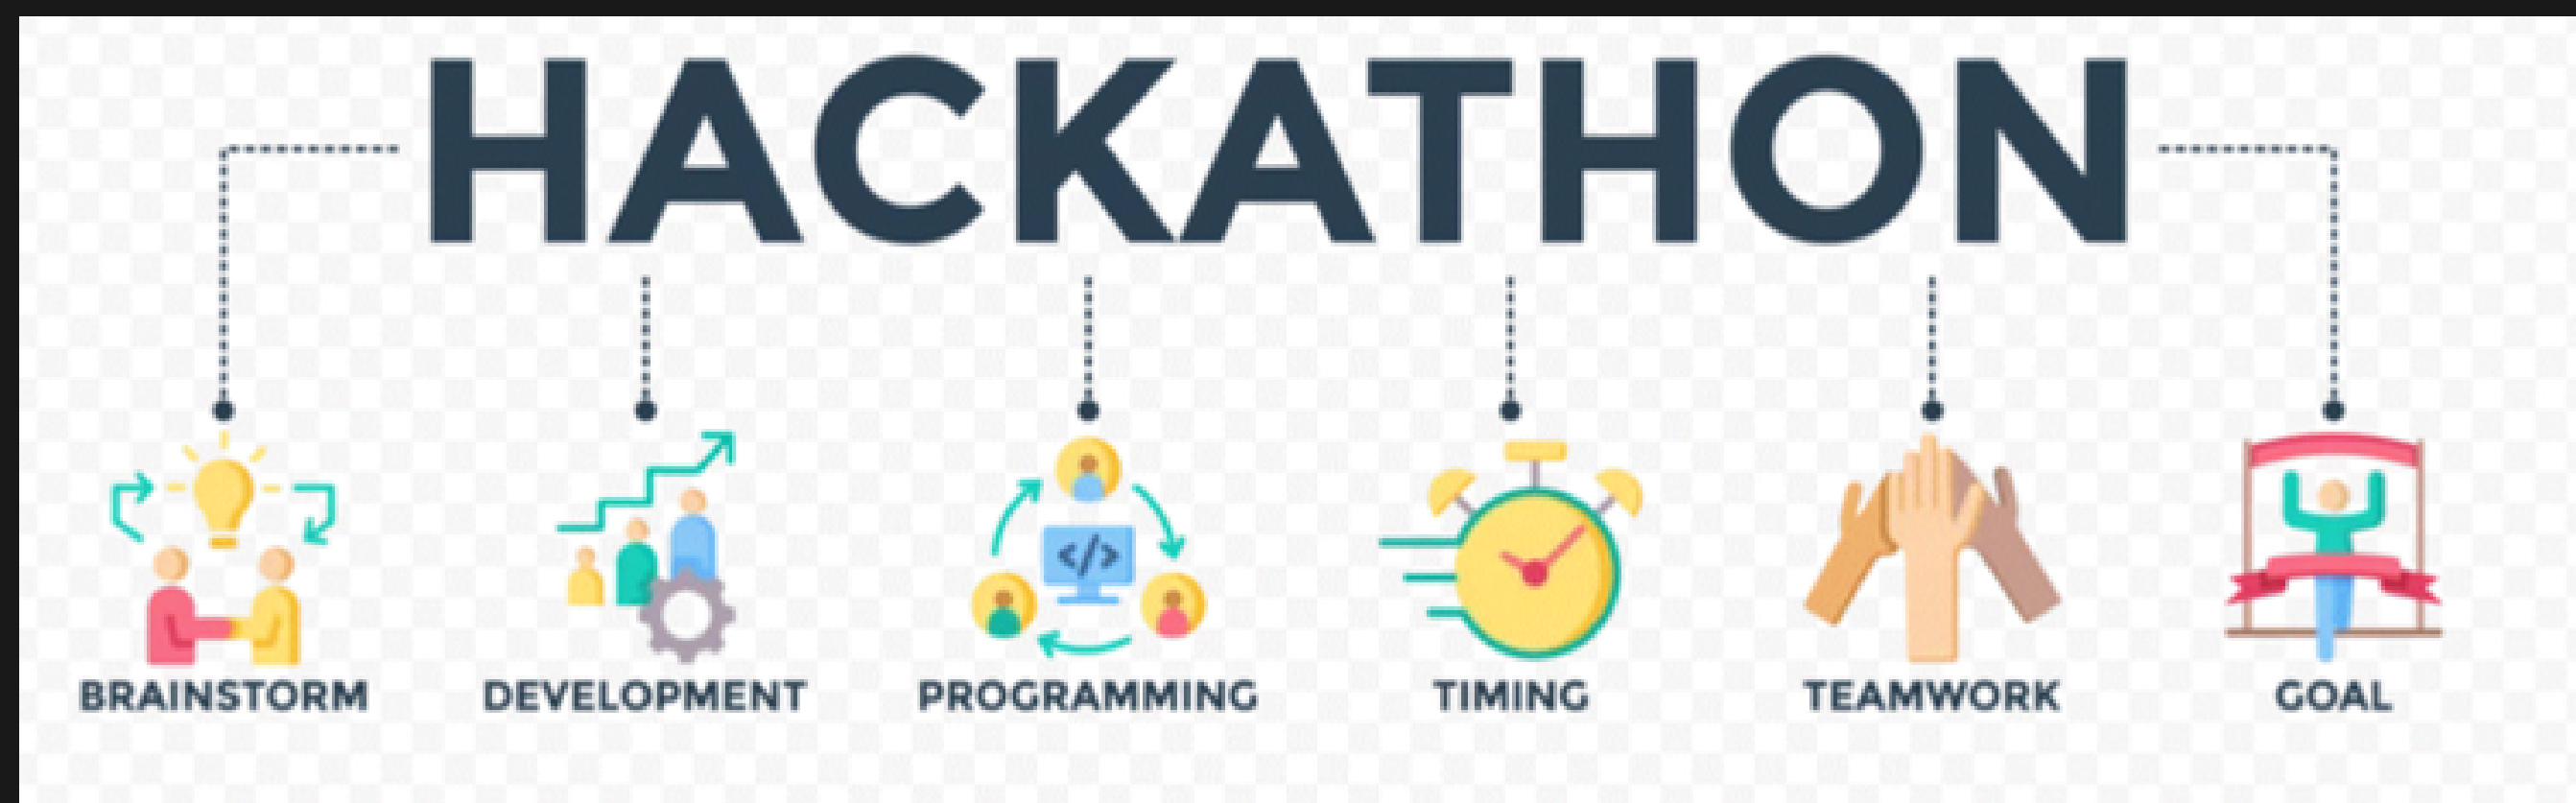 HACKATHON
BRAINSTORM
DEVELOPMENT
</>
PROGRAMMING
TIMING
TEAMWORK
GOAL